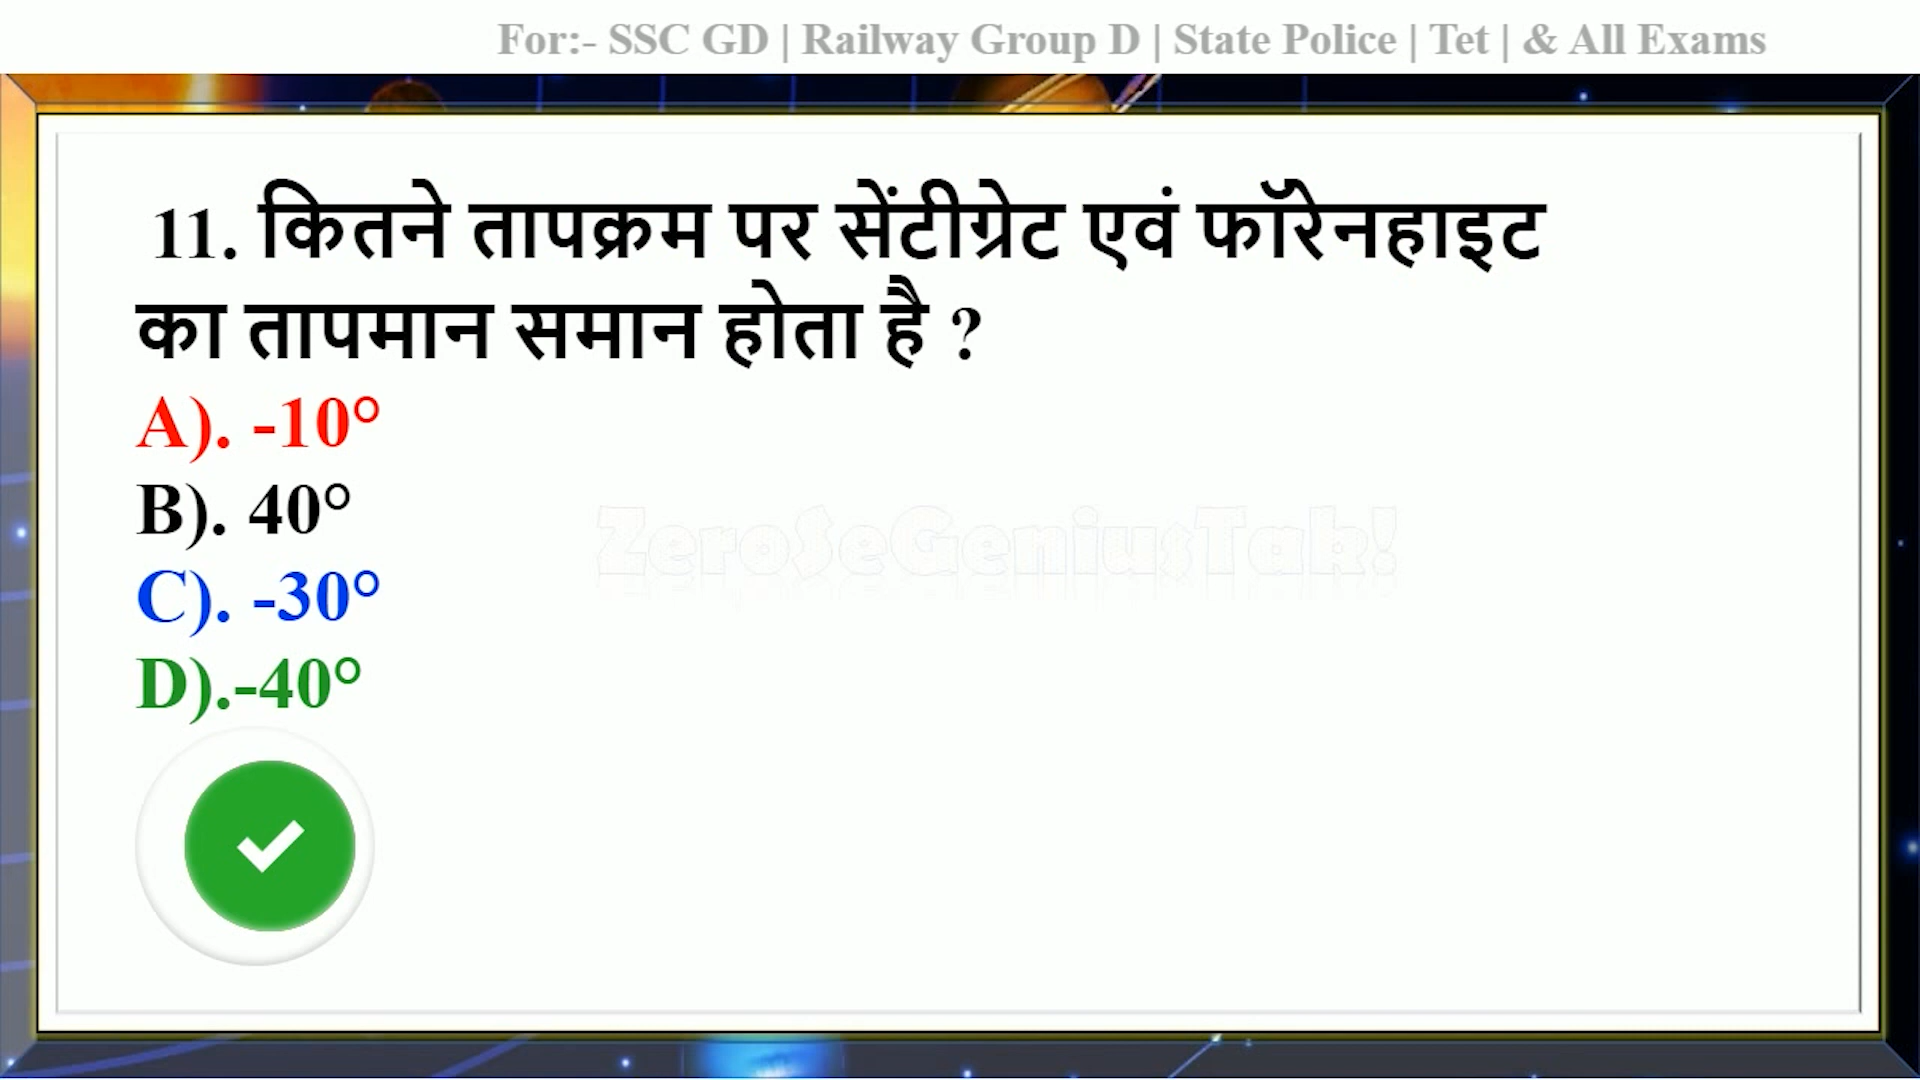 For:- SSC GD | Railway Group D | State Police | Tet | & All Exams
11. कितने तापक्रम पर सेंटीग्रेट एवं फॉरेनहाइट
का तापमान समान होता है ?
A). -10°
B). 40°
C). -30°
D).-40°
ZeroSeGeniusTak!